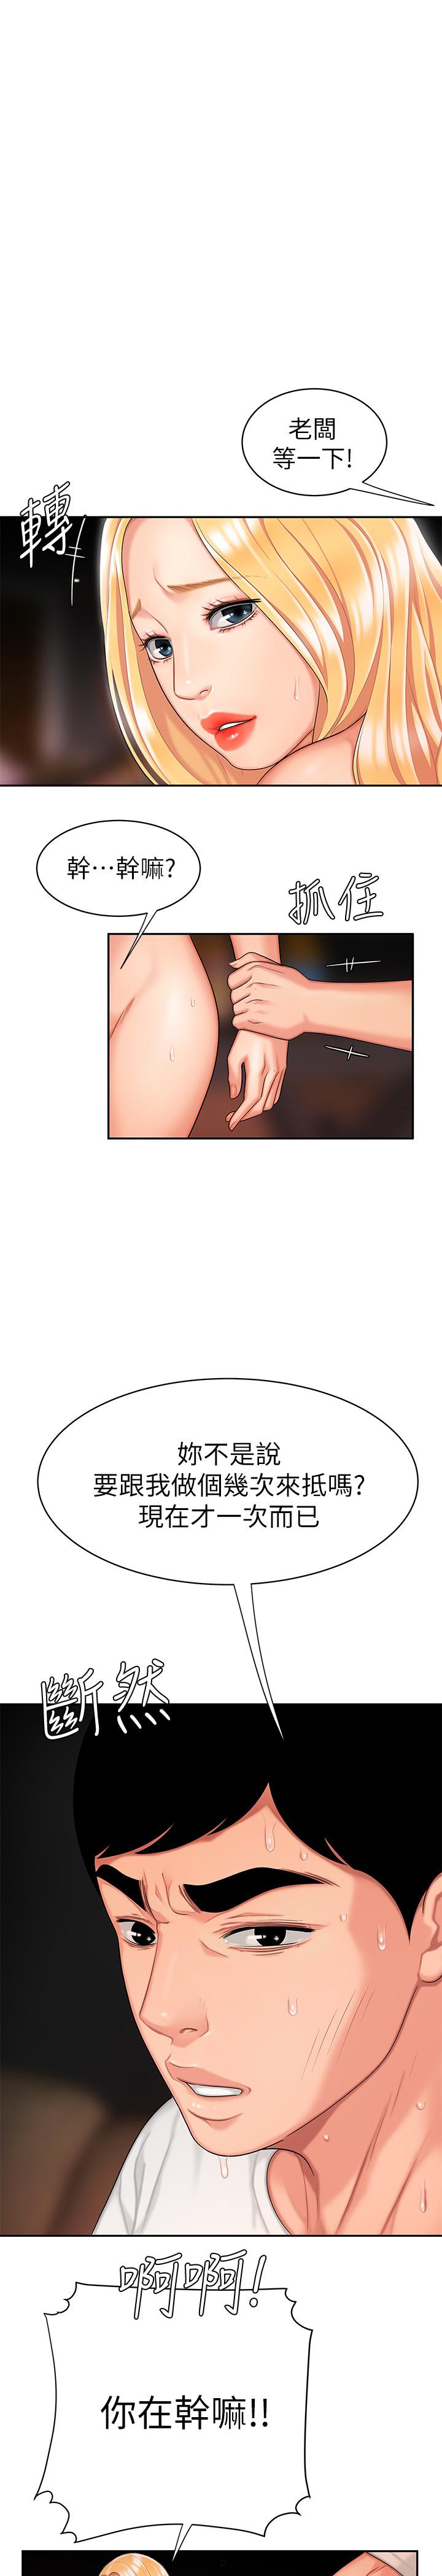 老闆
等一下!
轉
幹…幹嘛?
抓住
妳不是說
要跟我做個幾次來抵嗎?
現在才一次而已
斷然
啊啊!
你在幹嘛!!